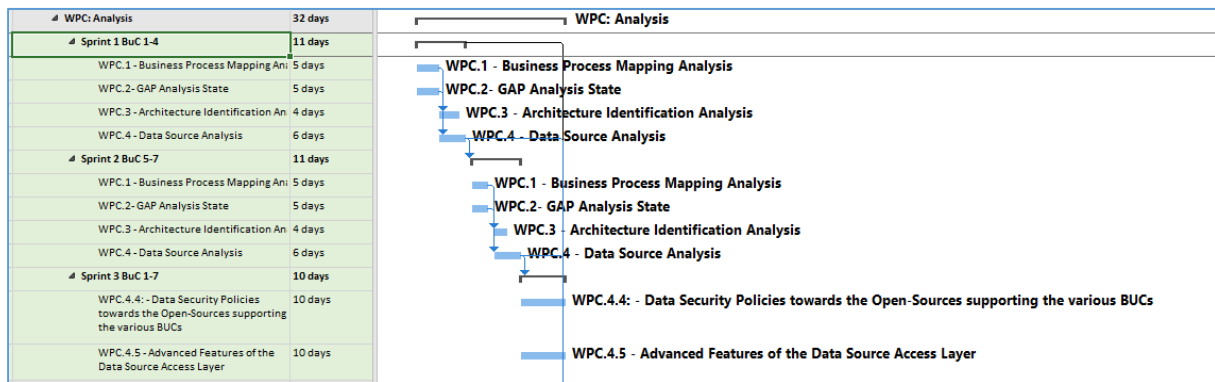 WPC: Analysis 32 days WPC: Analysis
Sprint 1 BuC 1-4 11 days
WPC.1 - Business Process Mapping An 5 days WPC.1 - Business Process Mapping Analysis
WPC.2- GAP Analysis State 5 days WPC.2- GAP Analysis State
WPC.3 - Architecture Identification An 4 days WPC.3 - Architecture Identification Analysis
WPC.4 - Data Source Analysis 6 days WPC.4 - Data Source Analysis
Sprint 2 BuC 5-7 11 days
WPC.1 - Business Process Mapping An 5 days WPC.1 - Business Process Mapping Analysis
WPC.2- GAP Analysis State 5 days WPC.2- GAP Analysis State
WPC.3 - Architecture Identification An 4 days WPC.3 - Architecture Identification Analysis
WPC.4 - Data Source Analysis 6 days WPC.4 - Data Source Analysis
Sprint 3 BuC 1-7 10 days
WPC.4.4: - Data Security Policies 10 days WPC.4.4: - Data Security Policies towards the Open-Sources supporting the various BUCs
towards the Open-Sources supporting
the various BUCs
WPC.4.5 - Advanced Features of the 10 days WPC.4.5 - Advanced Features of the Data Source Access Layer
Data Source Access Layer